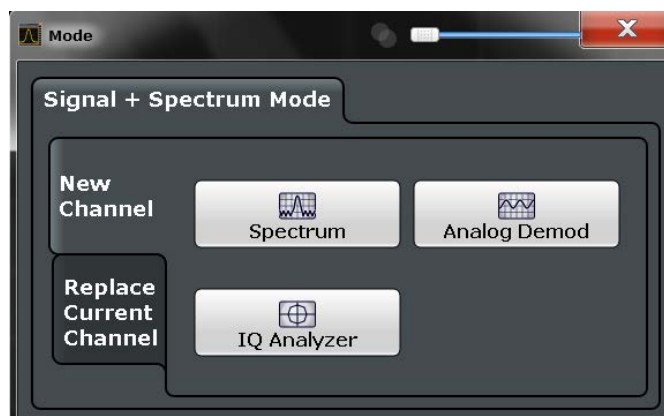 Mode
X
Signal + Spectrum Mode
New
Channel
Spectrum
Analog Demod
Replace
Current
Channel
IQ Analyzer